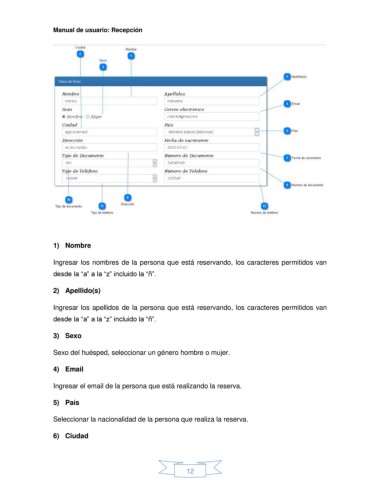 Manual de usuario: Recepción
Ciudad
Nombre
Sexo
Apellido(s)
Nombre
Apellidos
Email
Sexo
Correo electrónico
Hombre Mujer
Ciudad
País
País
Dirección
Fecha de nacimiento
Fecha de nacimiento
Tipo de Documento
Número de Documento
Tipo de Teléfono
Número de Teléfono
Número de documento
Tipo de documento
Dirección
Tipo de teléfono
Número de teléfono
1) Nombre
Ingresar los nombres de la persona que está reservando, los caracteres permitidos van
desde la “a” a la “z” incluido la “ñ”.
2) Apellido(s)
Ingresar los apellidos de la persona que está reservando, los caracteres permitidos van
desde la “a” a la “z” incluido la “ñ”.
3) Sexo
Sexo del huésped, seleccionar un género hombre o mujer.
4) Email
Ingresar el email de la persona que está realizando la reserva.
5) País
Seleccionar la nacionalidad de la persona que realiza la reserva.
6) Ciudad
12